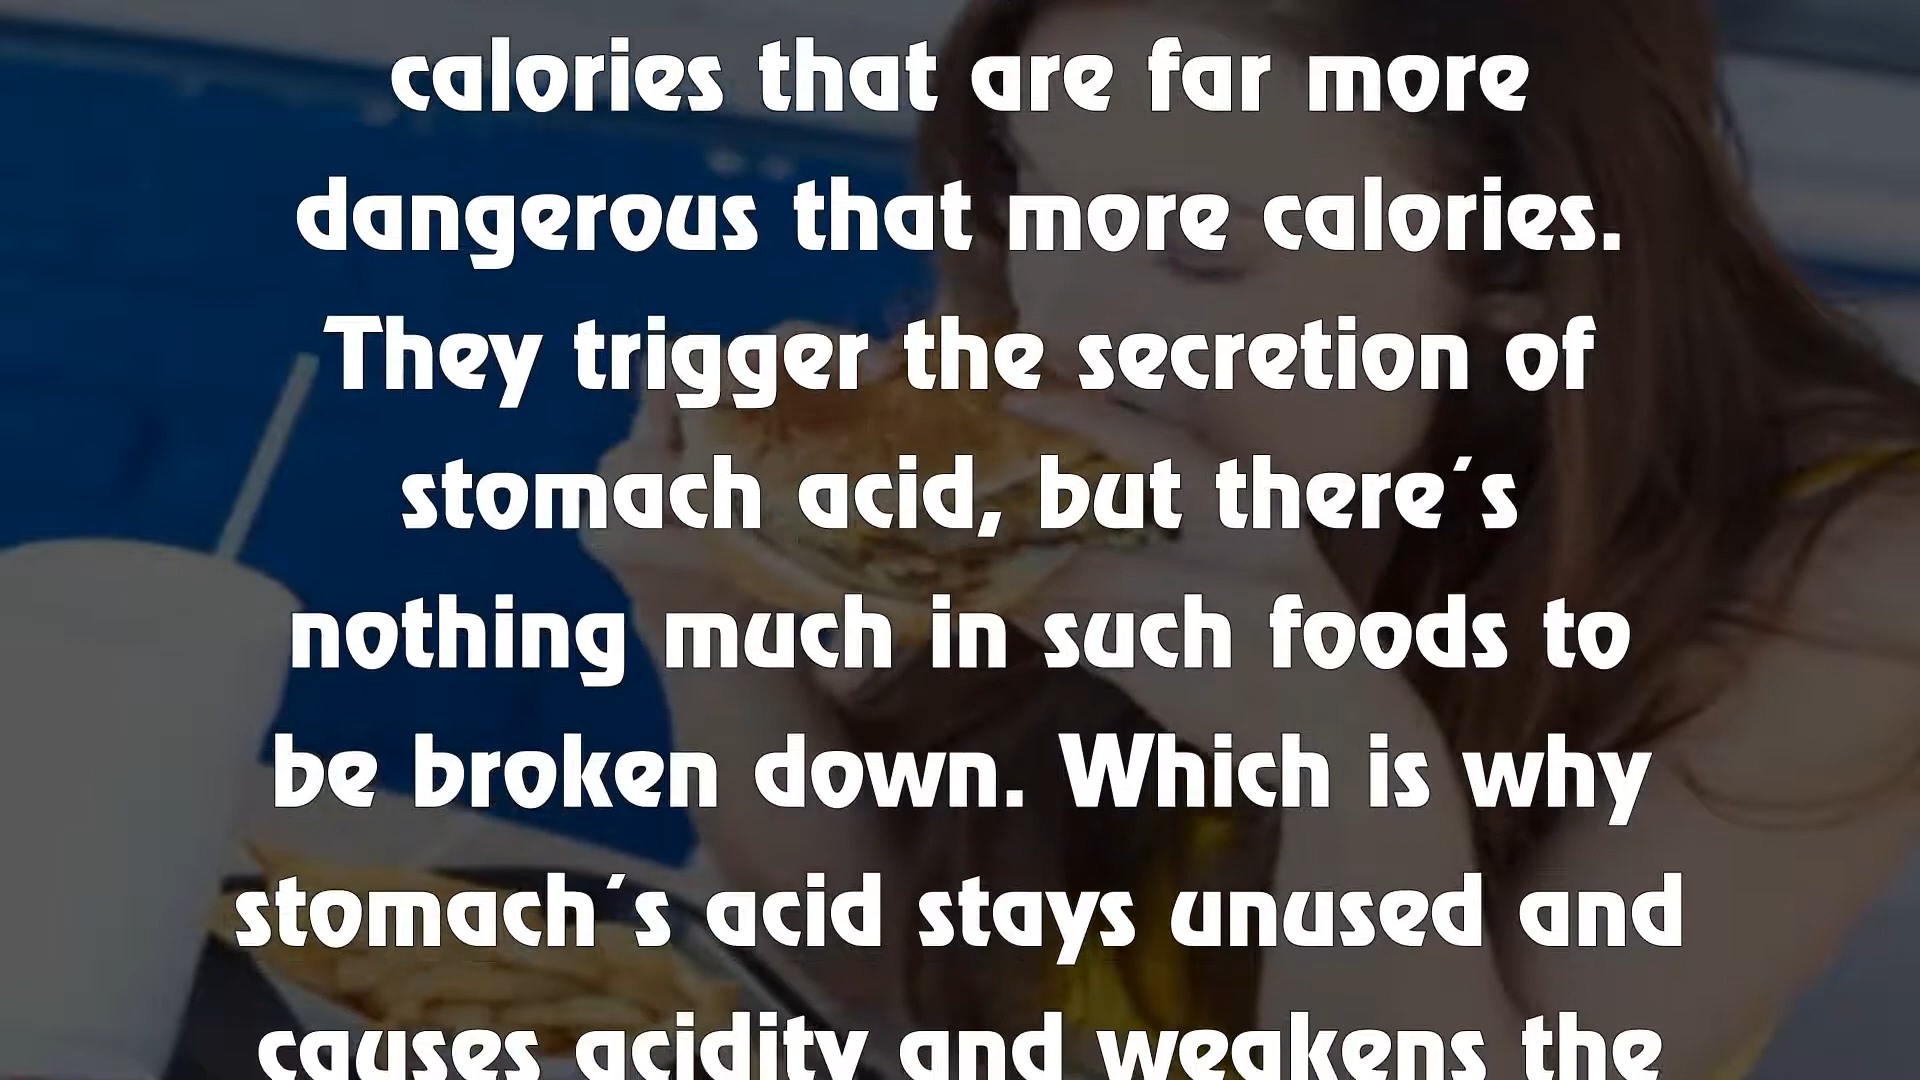 calories that are far more
dangerous that more calories.
They trigger the secretion of
stomach acid, but there's
nothing much in such foods to
be broken down. Which is why
stomach's acid stays unused and
causes acidity and weakens the